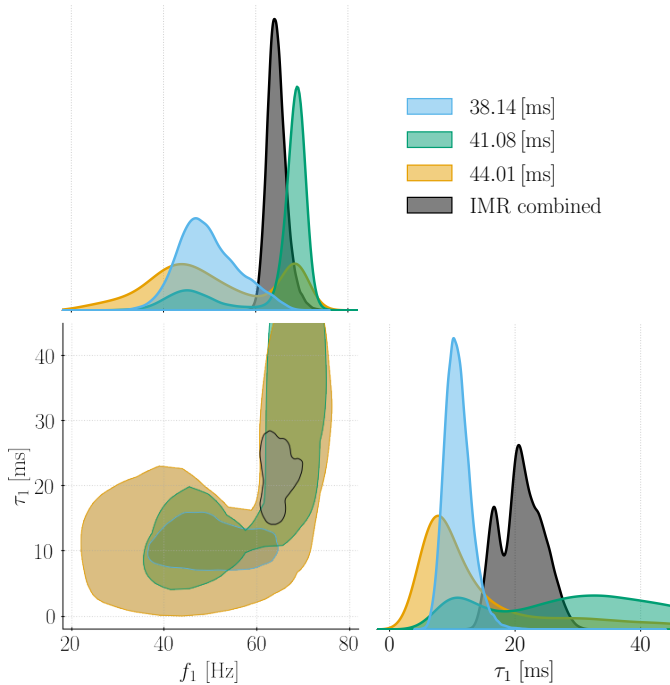 38.14 [ms]
41.08 [ms]
44.01 [ms]
IMR combined
40
30
20
10
0
τ₁ [ms]
20 40 60 80
f₁ [Hz]
0 20 40
τ₁ [ms]